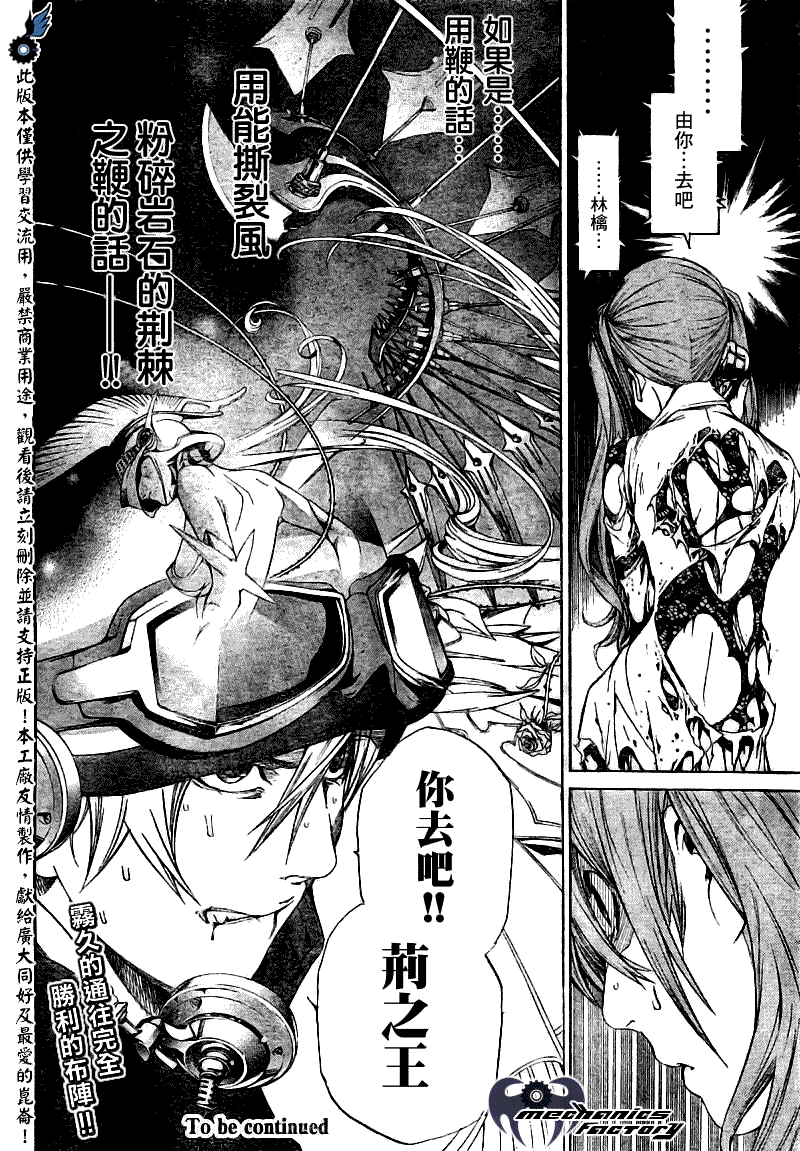 ………
由你…去吧
……林檎…
如果是……
用鞭的話…
用能撕裂風
粉碎岩石的荊棘
之鞭的話——!!
你去吧!!
荊之王
霧久的通往完全
勝利的布陣!!
To be continued
mechanics
factory
此版本僅供學習交流用，嚴禁商業用途，觀看後請立刻刪除並請支持正版！本工廠友情製作，獻給廣大同好及最愛的崑崙！